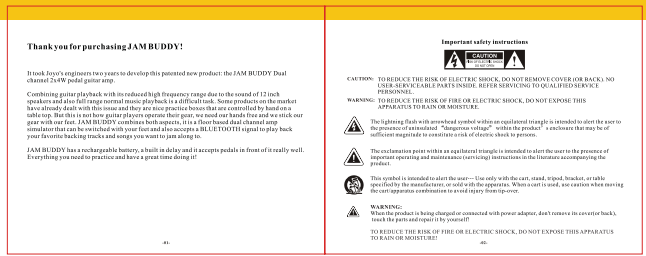 Thank you for purchasing JAM BUDDY!
It took Joyo's engineers two years to develop this patented new product: the JAM BUDDY Dual
channel 2x4W pedal guitar amp.
Combining guitar playback with its reduced high frequency range due to the sound of 12 inch
speakers and also full range normal music playback is a difficult task. Some products on the market
have already dealt with this issue and they are nice practice boxes that are controlled by hand on a
table top. But this is not how guitar players operate their gear, we need our hands free and we stick our
gear with our feet. JAM BUDDY combines both aspects, it is a floor based dual channel amp
simulator that can be switched with your feet and also accepts a BLUETOOTH signal to play back
your favorite backing tracks and songs you want to jam along to.
JAM BUDDY has a rechargeable battery, a built in delay and it accepts pedals in front of it really well.
Everything you need to practice and have a great time doing it!
-01-
Important safety instructions
CAUTION
RISK OF ELECTRIC SHOCK
DO NOT OPEN
CAUTION: TO REDUCE THE RISK OF ELECTRIC SHOCK, DO NOT REMOVE COVER (OR BACK). NO
USER-SERVICEABLE PARTS INSIDE. REFER SERVICING TO QUALIFIED SERVICE
PERSONNEL.
WARNING: TO REDUCE THE RISK OF FIRE OR ELECTRIC SHOCK, DO NOT EXPOSE THIS
APPARATUS TO RAIN OR MOISTURE.
The lightning flash with arrowhead symbol within an equilateral triangle is intended to alert the user to
the presence of uninsulated "dangerous voltage" within the product's enclosure that may be of
sufficient magnitude to constitute a risk of electric shock to persons.
The exclamation point within an equilateral triangle is intended to alert the user to the presence of
important operating and maintenance (servicing) instructions in the literature accompanying the
product.
This symbol is intended to alert the user--- Use only with the cart, stand, tripod, bracket, or table
specified by the manufacturer, or sold with the apparatus. When a cart is used, use caution when moving
the cart/apparatus combination to avoid injury from tip-over.
WARNING:
When the product is being charged or connected with power adapter, don't remove its cover(or back),
touch the parts and repair it by yourself!
TO REDUCE THE RISK OF FIRE OR ELECTRIC SHOCK, DO NOT EXPOSE THIS APPARATUS
TO RAIN OR MOISTURE!
-02-